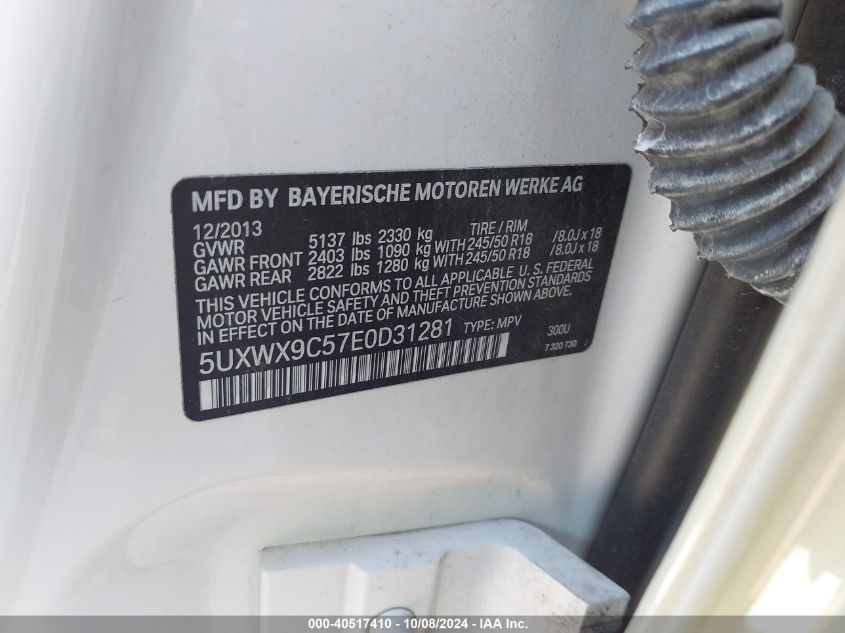 MFD BY BAYERISCHE MOTOREN WERKE AG
12/2013 TIRE / RIM
GVWR 5137 lbs 2330 kg
GAWR FRONT 2403 lbs 1090 kg WITH 245/50 R18 /8.0J x 18
GAWR REAR 2822 lbs 1280 kg WITH 245/50 R18 /8.0J x 18
THIS VEHICLE CONFORMS TO ALL APPLICABLE U.S. FEDERAL
MOTOR VEHICLE SAFETY AND THEFT PREVENTION STANDARDS
IN EFFECT ON THE DATE OF MANUFACTURE SHOWN ABOVE.
5UXWX9C57E0D31281 TYPE: MPV 300U
7 320 730
000-40517410 - 10/08/2024 - IAA Inc.